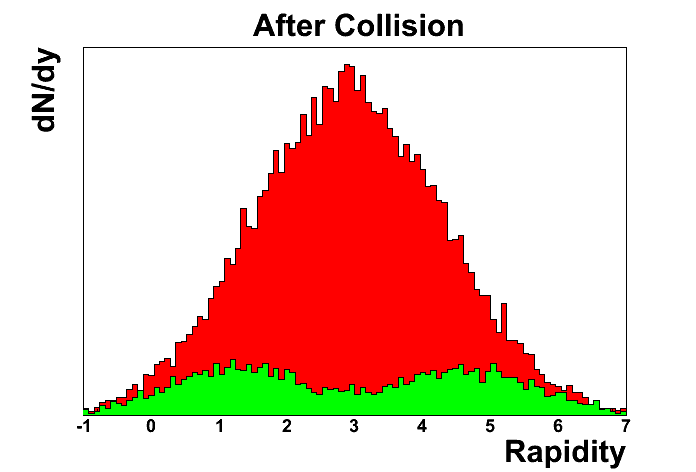 After Collision
dN/dy
-1 0 1 2 3 4 5 6 7
Rapidity